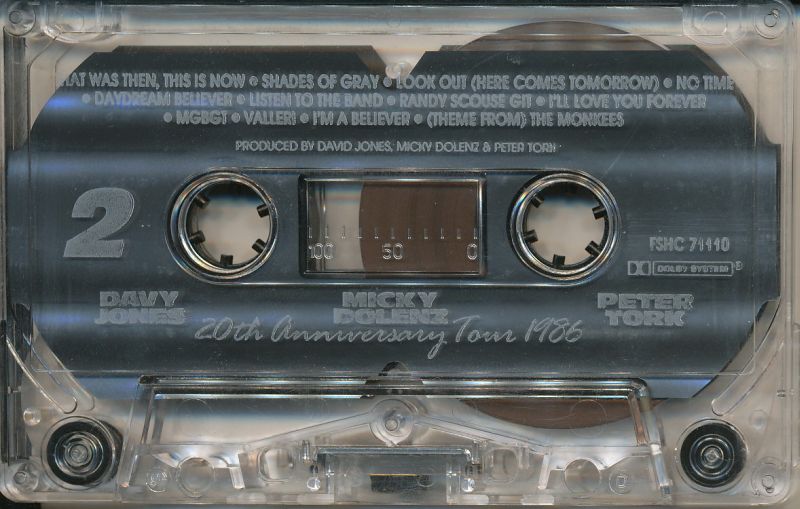 THAT WAS THEN, THIS IS NOW • SHADES OF GRAY • LOOK OUT (HERE COMES TOMORROW) • NO TIME
• DAYDREAM BELIEVER • LISTEN TO THE BAND • RANDY SCOUSE GIT • I'LL LOVE YOU FOREVER
• MGBGT • VALLERI • I'M A BELIEVER • (THEME FROM) THE MONKEES
PRODUCED BY DAVID JONES, MICKY DOLENZ & PETER TORK
2
100 50 0
FSHC 71110
DOLBY SYSTEM®
DAVY JONES
MICKY DOLENZ
PETER TORK
20th Anniversary Tour 1986